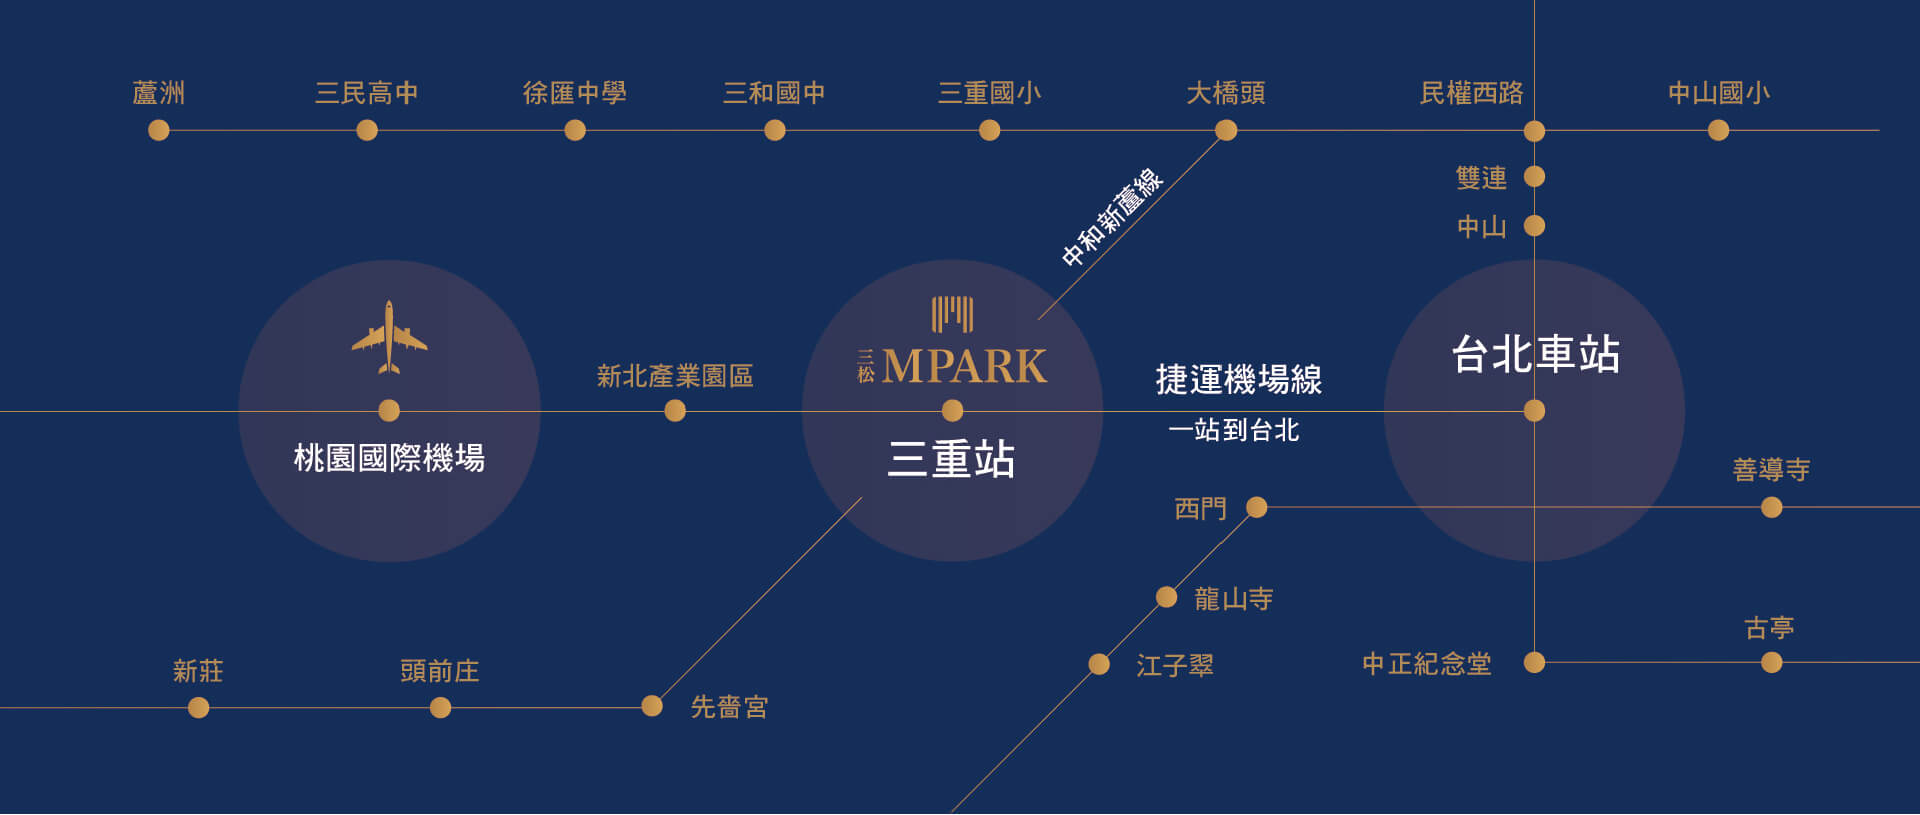 蘆洲
三民高中
徐匯中學
三和國中
三重國小
大橋頭
民權西路
中山國小
雙連
中山
中和新蘆線
三松 MPARK
台北車站
新北產業園區
捷運機場線
一站到台北
桃園國際機場
三重站
善導寺
西門
龍山寺
古亭
江子翠
中正紀念堂
新莊
頭前庄
先嗇宮